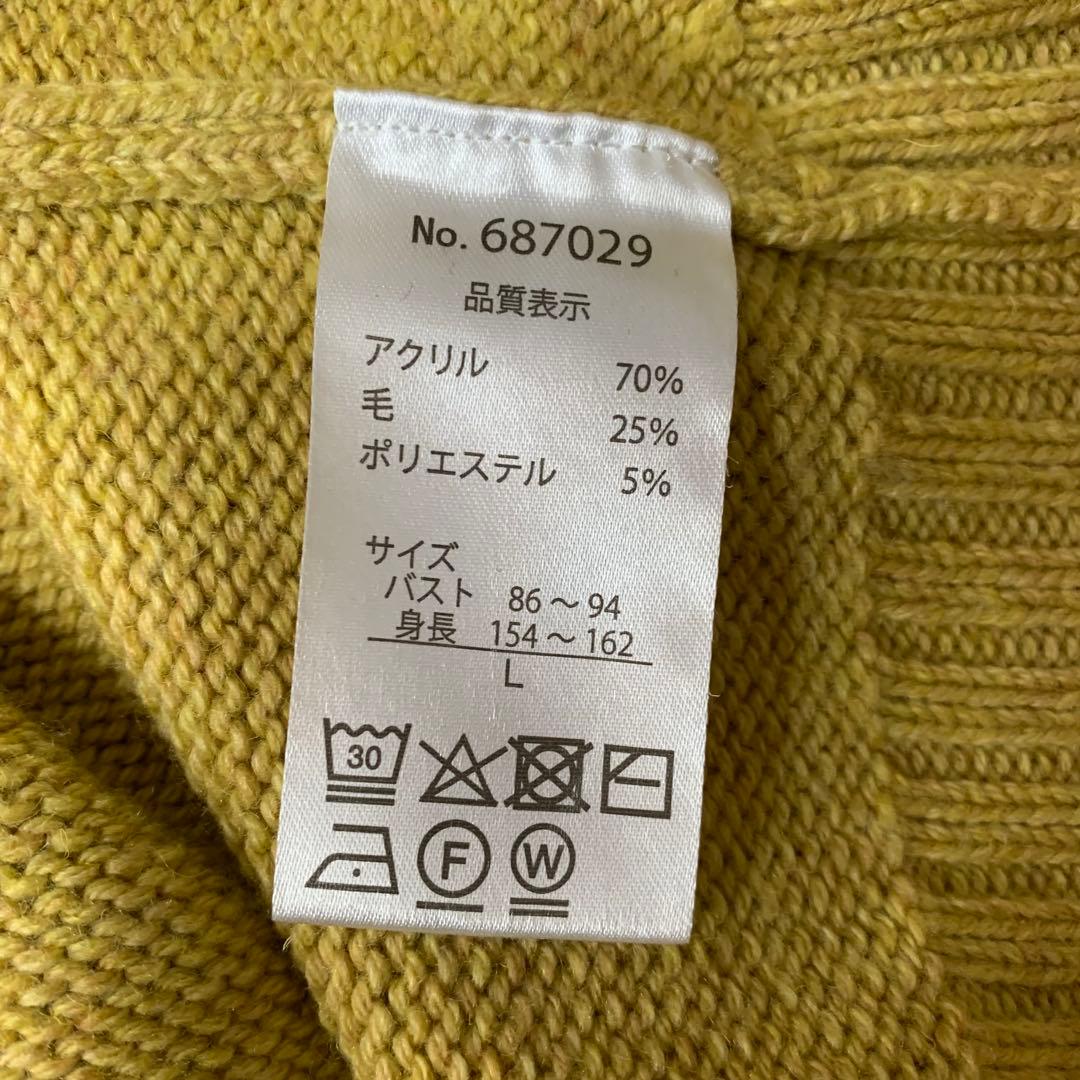 No. 687029
品質表示
アクリル 70%
毛 25%
ポリエステル 5%
サイズ
バスト 86～94
身長 154～162
L
30
F W